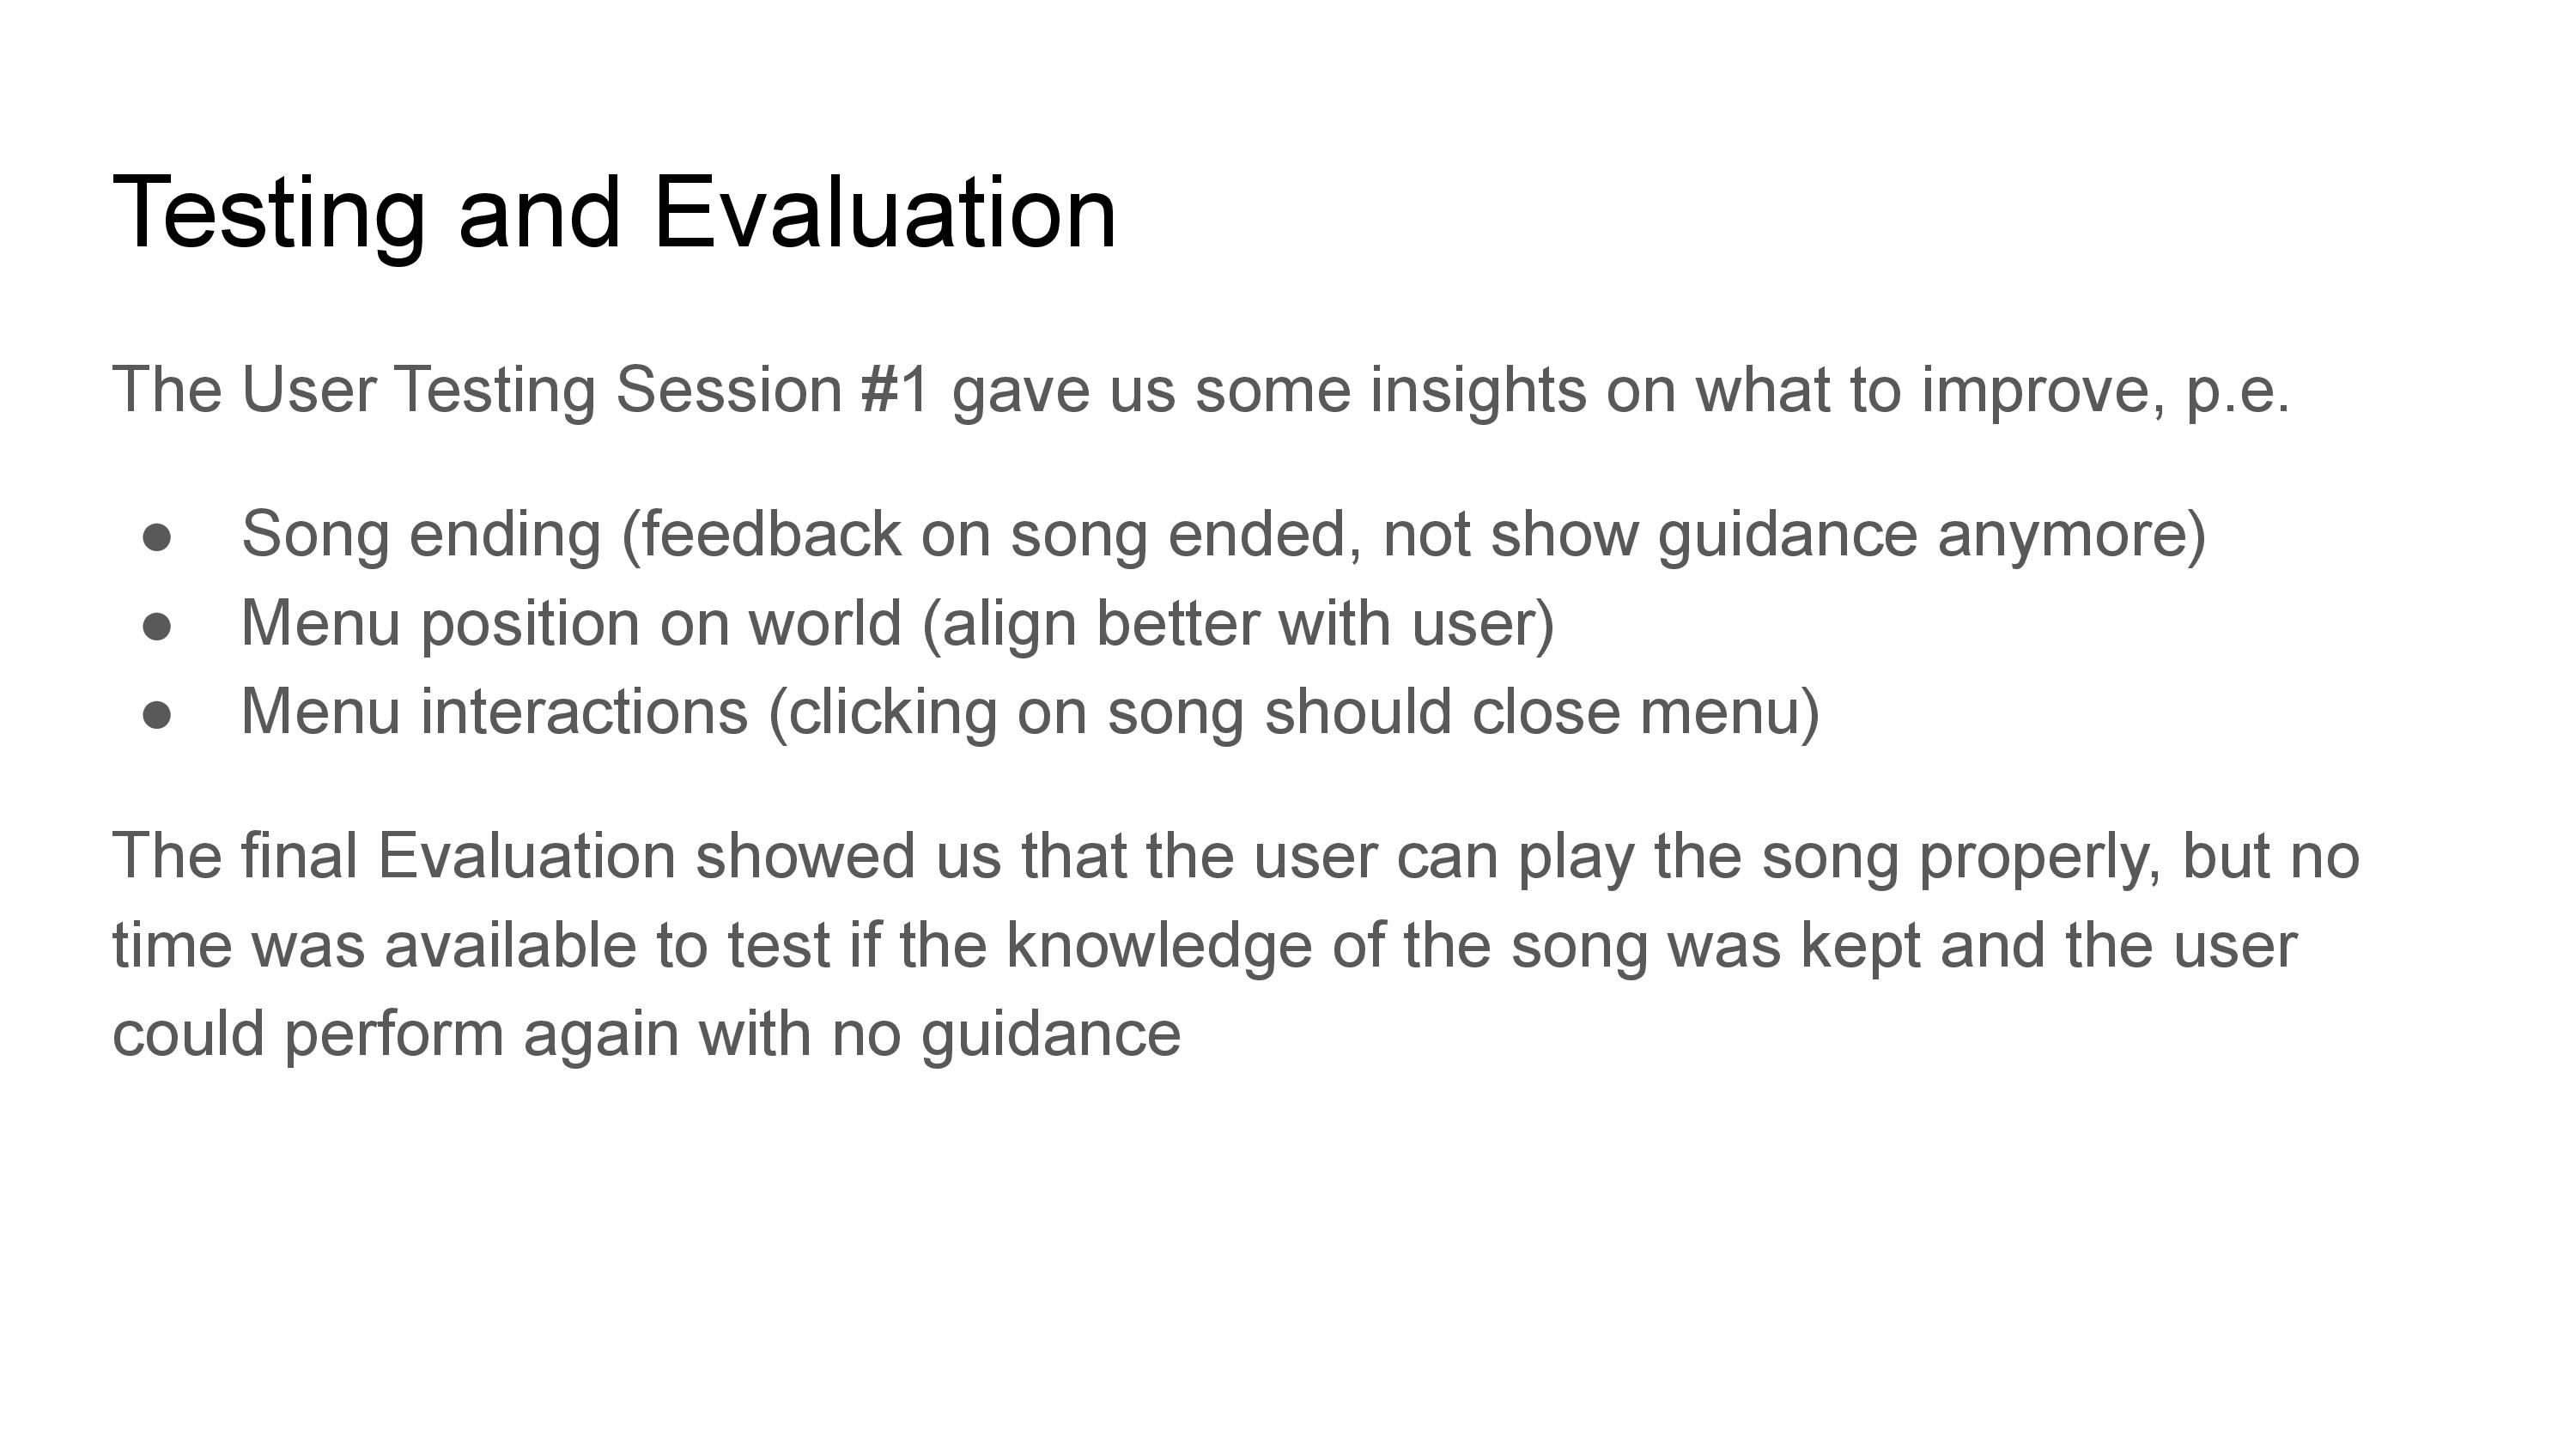 Testing and Evaluation
The User Testing Session #1 gave us some insights on what to improve, p.e.
● Song ending (feedback on song ended, not show guidance anymore)
● Menu position on world (align better with user)
● Menu interactions (clicking on song should close menu)
The final Evaluation showed us that the user can play the song properly, but no
time was available to test if the knowledge of the song was kept and the user
could perform again with no guidance